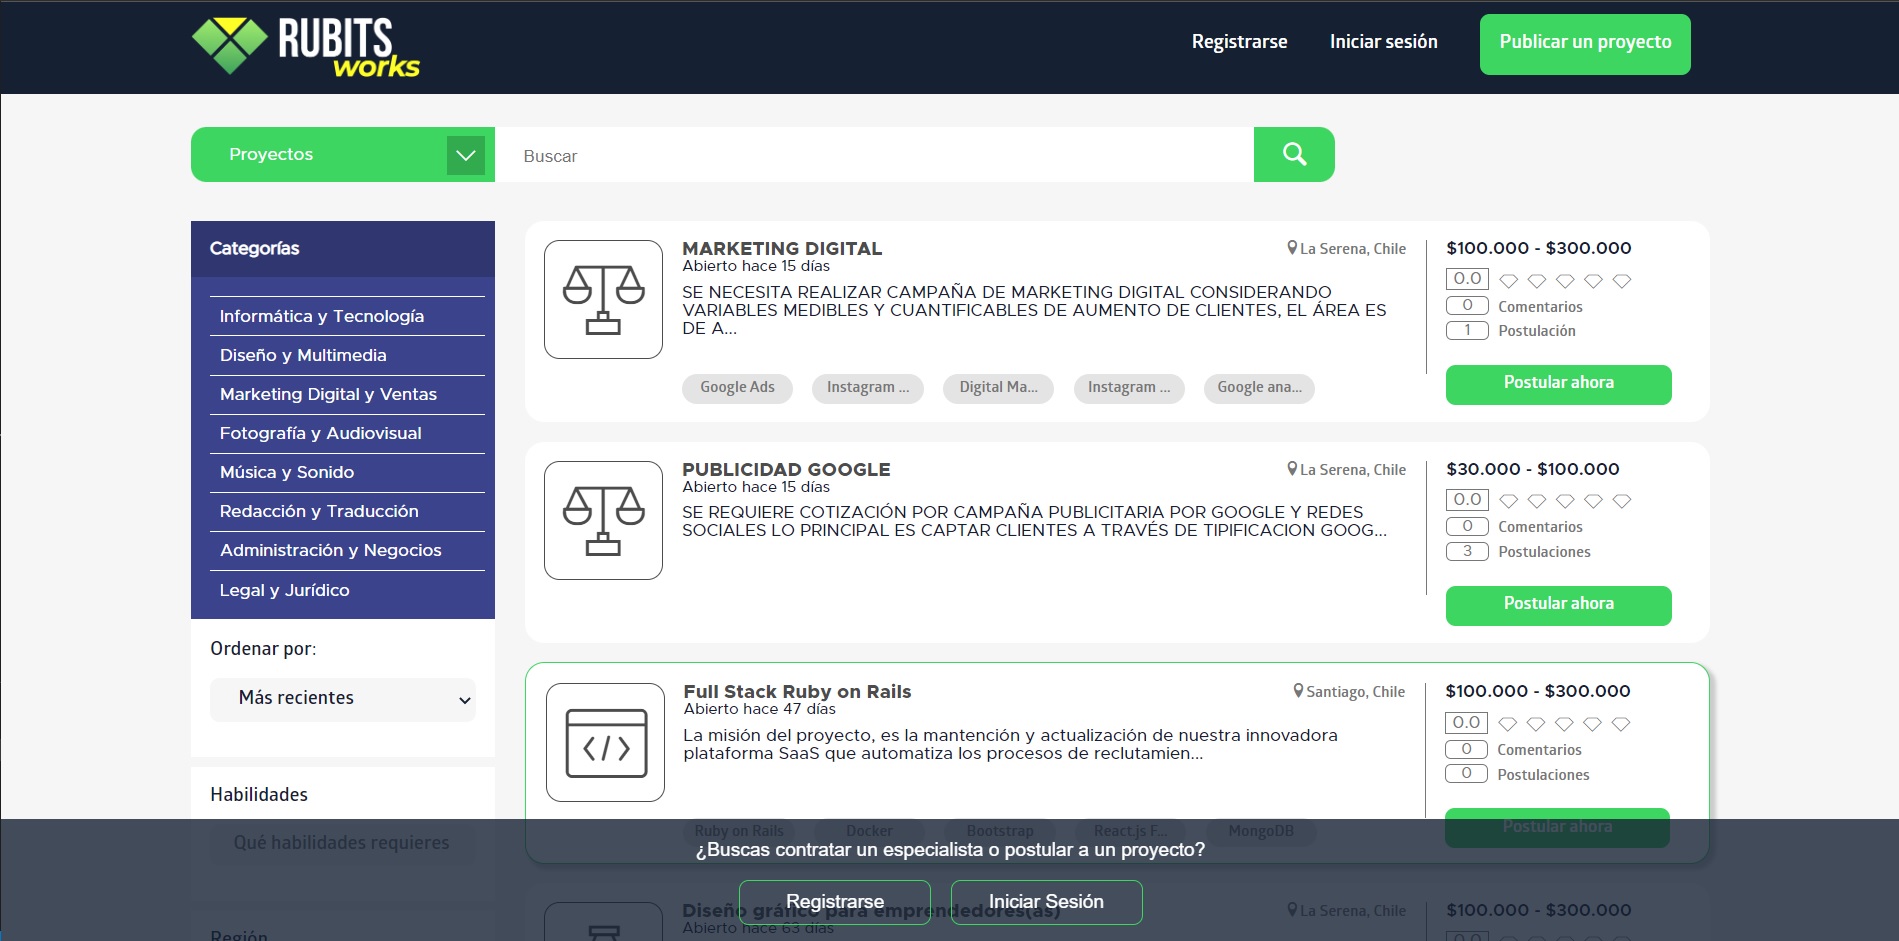 RUBITS
works
Registrarse
Iniciar sesión
Publicar un proyecto
Proyectos
Buscar
Categorías
Informática y Tecnología
Diseño y Multimedia
Marketing Digital y Ventas
Fotografía y Audiovisual
Música y Sonido
Redacción y Traducción
Administración y Negocios
Legal y Jurídico
Ordenar por:
Más recientes
Habilidades
Qué habilidades requieres
Región
MARKETING DIGITAL
La Serena, Chile
Abierto hace 15 días
SE NECESITA REALIZAR CAMPAÑA DE MARKETING DIGITAL CONSIDERANDO
VARIABLES MEDIBLES Y CUANTIFICABLES DE AUMENTO DE CLIENTES, EL ÁREA ES
DE A...
Google Ads
Instagram ...
Digital Ma...
Instagram ...
Google ana...
$100.000 - $300.000
0.0
0 Comentarios
1 Postulación
Postular ahora
PUBLICIDAD GOOGLE
La Serena, Chile
Abierto hace 15 días
SE REQUIERE COTIZACIÓN POR CAMPAÑA PUBLICITARIA POR GOOGLE Y REDES
SOCIALES LO PRINCIPAL ES CAPTAR CLIENTES A TRAVÉS DE TIPIFICACION GOOG...
$30.000 - $100.000
0.0
0 Comentarios
3 Postulaciones
Postular ahora
Full Stack Ruby on Rails
Santiago, Chile
Abierto hace 47 días
La misión del proyecto, es la mantención y actualización de nuestra innovadora
plataforma SaaS que automatiza los procesos de reclutamien...
Ruby on Rails
Docker
Bootstrap
React.js F...
MongoDB
$100.000 - $300.000
0.0
0 Comentarios
0 Postulaciones
Postular ahora
Diseño gráfico para emprendedores(as)
La Serena, Chile
Abierto hace 63 días
$100.000 - $300.000
0.0
¿Buscas contratar un especialista o postular a un proyecto?
Registrarse
Iniciar Sesión